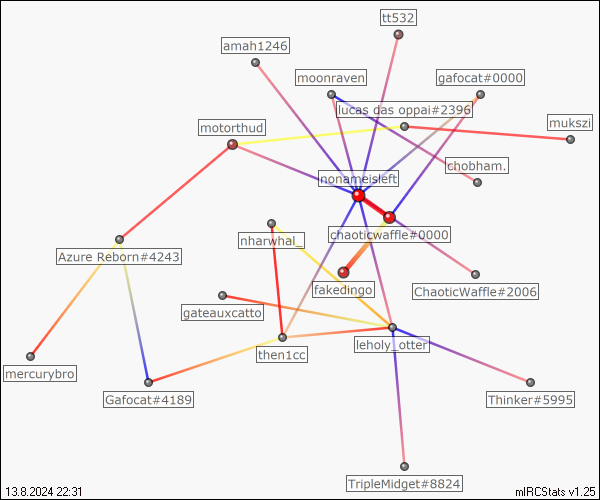 tt532
amah1246
moonraven
gafocat#0000
lucas das oppai#2396
mukszi
motorthud
chobham.
nonameisleft
chaoticwaffle#0000
nharwhal_
Azure Reborn#4243
fakedingo
ChaoticWaffle#2006
gateauxcatto
then1cc
leholy_otter
mercurybro
Gafocat#4189
Thinker#5995
TripleMidget#8824
13.8.2024 22:31
mIRCStats v1.25